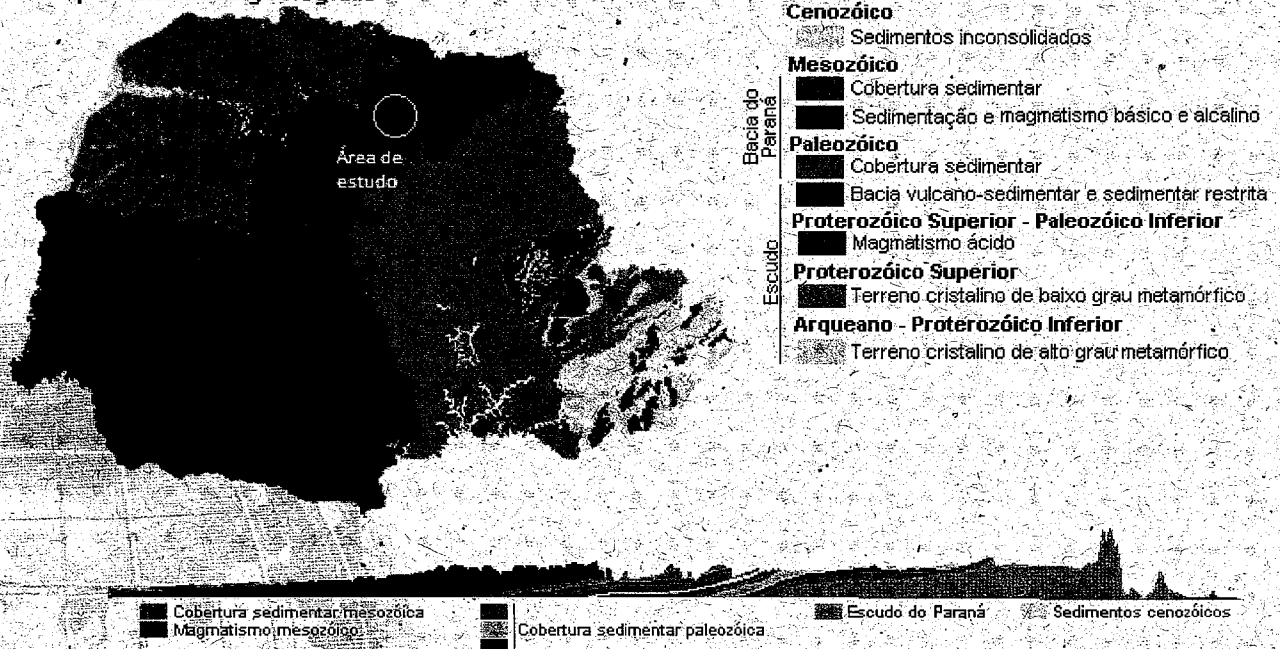 Cenozóico
Sedimentos inconsolidados
Mesozóico
Cobertura sedimentar
Sedimentação e magmatismo básico e alcalino
Paleozóico
Cobertura sedimentar
Bacia vulcano-sedimentar e sedimentar restrita
Proterozóico Superior - Paleozóico Inferior
Magmatismo ácido
Proterozóico Superior
Terreno cristalino de baixo grau metamórfico
Arqueano - Proterozóico Inferior
Terreno cristalino de alto grau metamórfico
Bacia do
Paraná
Escudo
Área de
estudo
Cobertura sedimentar mesozóica
Magmatismo mesozóico
Cobertura sedimentar paleozóica
Escudo do Paraná
Sedimentos cenozóicos